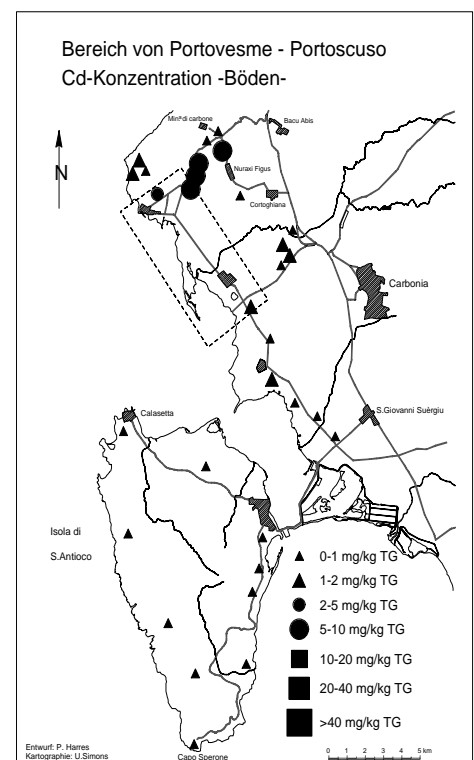 Bereich von Portovesme - Portoscuso
Cd-Konzentration -Böden-
Min.ª di carbone
Bacu Abis
N
Nuraxi Figus
Cortoghiana
Carbonia
Calasetta
S.Giovanni Suèrgiu
Isola di
S.Antioco
0-1 mg/kg TG
1-2 mg/kg TG
2-5 mg/kg TG
5-10 mg/kg TG
10-20 mg/kg TG
20-40 mg/kg TG
>40 mg/kg TG
Entwurf: P. Harres
Kartographie: U.Simons
Capo Sperone
0 1 2 3 4 5 km